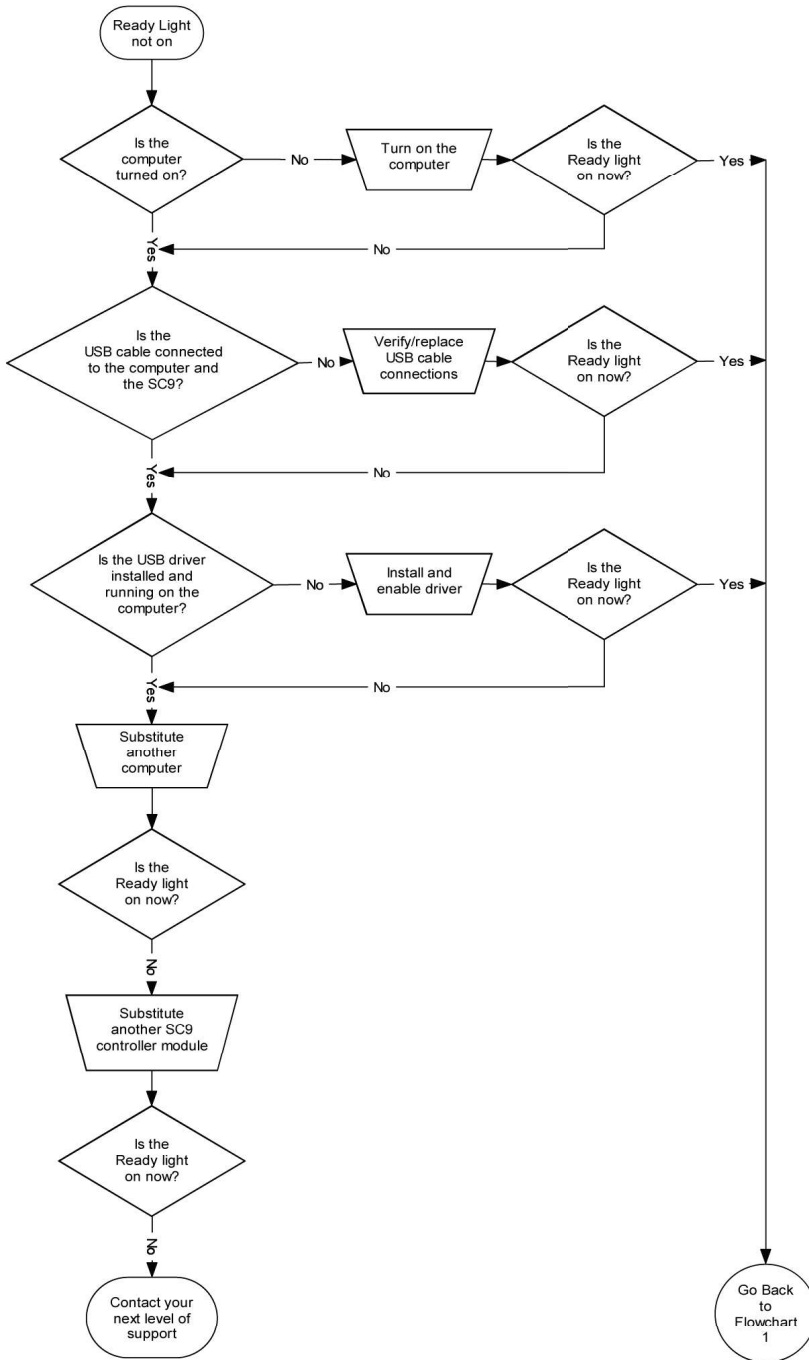 Ready Light
not on
Is the
computer
turned on?
No
Turn on the
computer
Is the
Ready light
on now?
Yes
Yes
No
Is the
USB cable connected
to the computer and
the SC9?
No
Verify/replace
USB cable
connections
Is the
Ready light
on now?
Yes
Yes
No
Is the USB driver
installed and
running on the
computer?
No
Install and
enable driver
Is the
Ready light
on now?
Yes
Yes
No
Substitute
another
computer
Is the
Ready light
on now?
No
Substitute
another SC9
controller module
Is the
Ready light
on now?
No
Contact your
next level of
support
Go Back
to
Flowchart
1